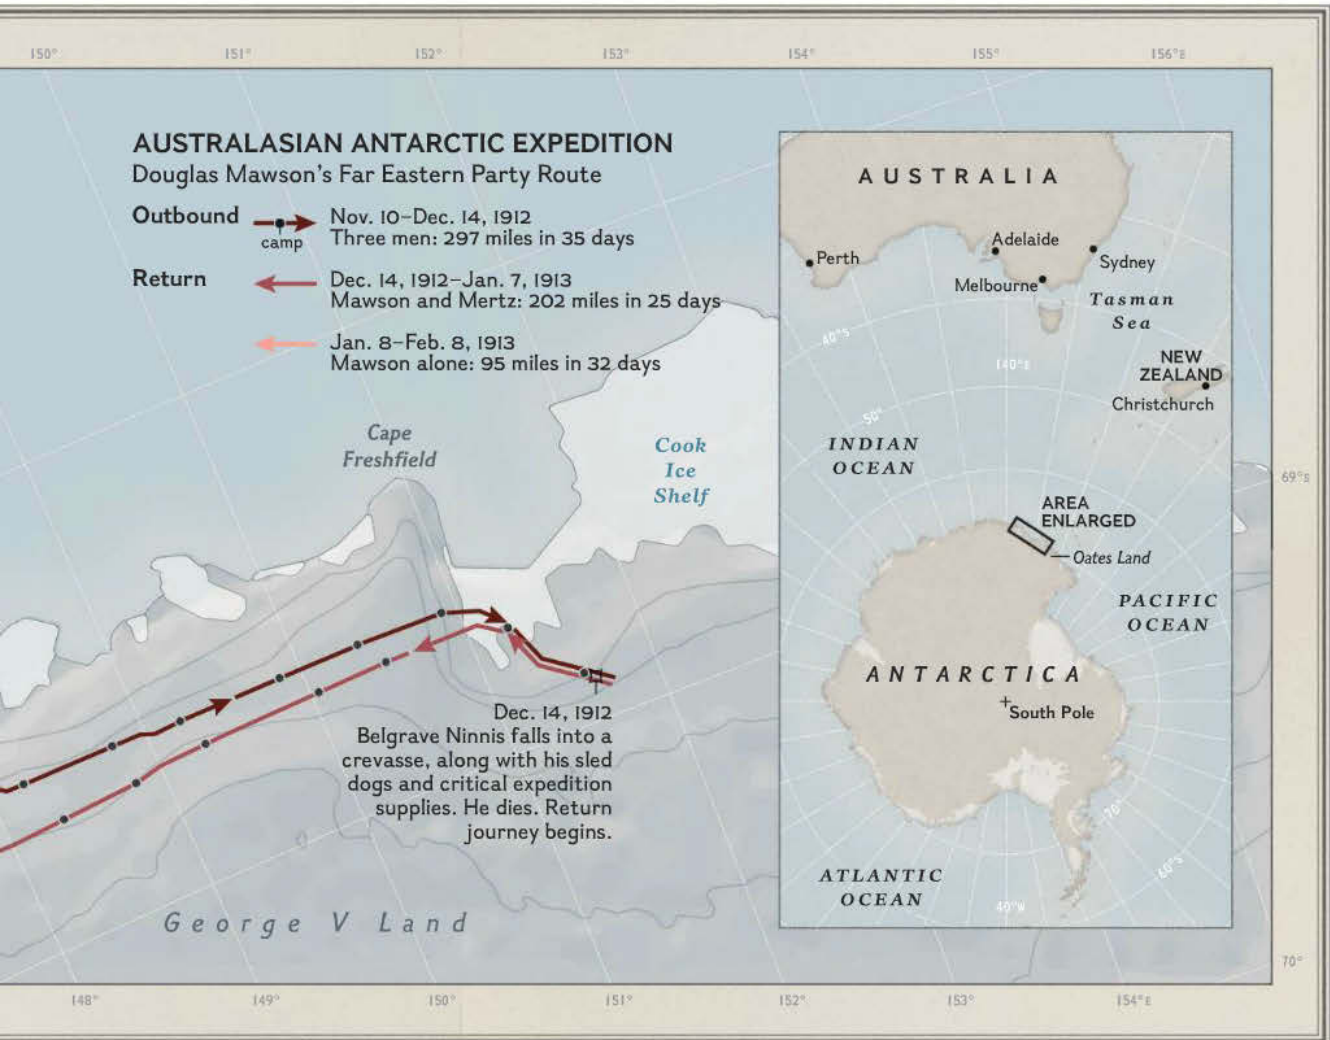 150°
151°
152°
153°
154°
155°
156°E
AUSTRALASIAN ANTARCTIC EXPEDITION
Douglas Mawson's Far Eastern Party Route
Outbound
camp
Nov. 10–Dec. 14, 1912
Three men: 297 miles in 35 days
Return
Dec. 14, 1912–Jan. 7, 1913
Mawson and Mertz: 202 miles in 25 days
Jan. 8–Feb. 8, 1913
Mawson alone: 95 miles in 32 days
Cape
Freshfield
Cook
Ice
Shelf
Dec. 14, 1912
Belgrave Ninnis falls into a
crevasse, along with his sled
dogs and critical expedition
supplies. He dies. Return
journey begins.
George V Land
AUSTRALIA
Perth
Adelaide
Sydney
Melbourne
Tasman
Sea
40°S
140°E
NEW
ZEALAND
Christchurch
50°
INDIAN
OCEAN
AREA
ENLARGED
Oates Land
PACIFIC
OCEAN
ANTARCTICA
South Pole
70°
60°S
ATLANTIC
OCEAN
40°W
69°S
70°
148°
149°
150°
151°
152°
153°
154°E